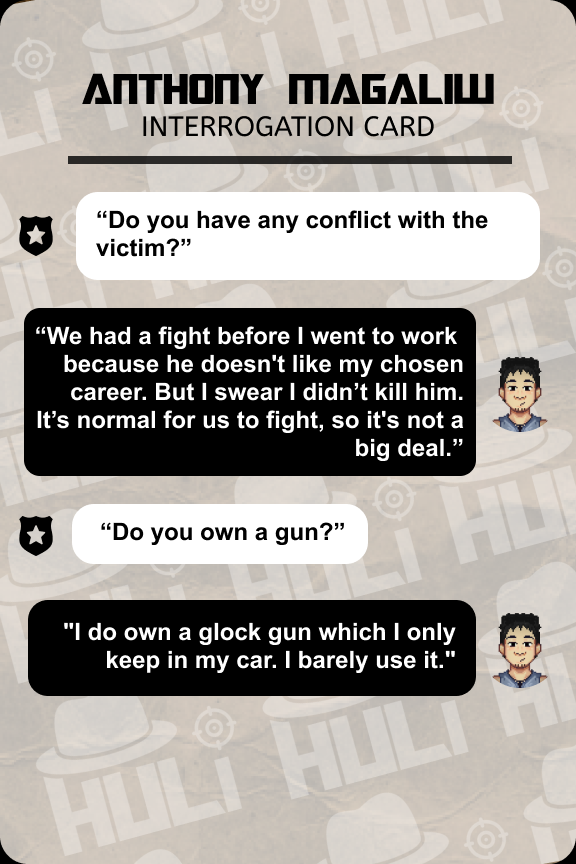 ANTHONY MAGALIW
INTERROGATION CARD
“Do you have any conflict with the
victim?”
“We had a fight before I went to work
because he doesn't like my chosen
career. But I swear I didn’t kill him.
It’s normal for us to fight, so it's not a
big deal.”
“Do you own a gun?”
"I do own a glock gun which I only
keep in my car. I barely use it."
HULI